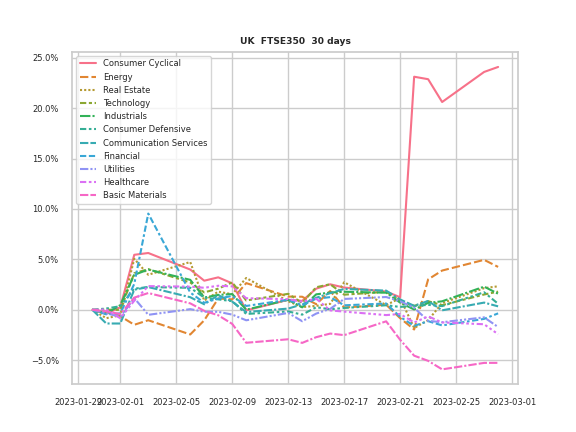 UK FTSE350 30 days
25.0%
20.0%
15.0%
10.0%
5.0%
0.0%
−5.0%
Consumer Cyclical
Energy
Real Estate
Technology
Industrials
Consumer Defensive
Communication Services
Financial
Utilities
Healthcare
Basic Materials
2023-01-29 2023-02-01 2023-02-05 2023-02-09 2023-02-13 2023-02-17 2023-02-21 2023-02-25 2023-03-01